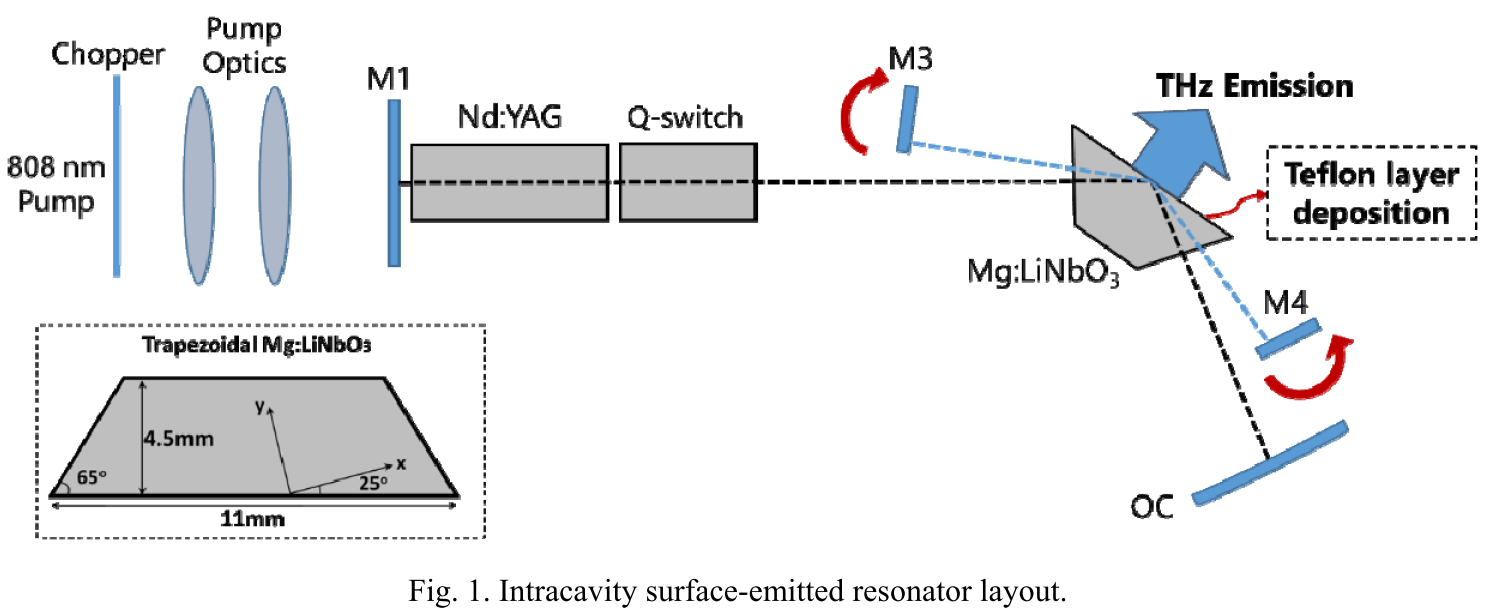 Chopper
Pump
Optics
808 nm
Pump
M1
Nd:YAG
Q-switch
M3
THz Emission
Teflon layer
deposition
Mg:LiNbO₃
M4
OC
Trapezoidal Mg:LiNbO₃
4.5mm
y
x
65°
25°
11mm
Fig. 1. Intracavity surface-emitted resonator layout.